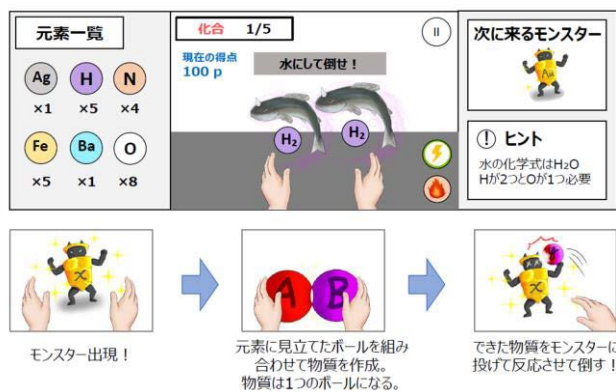 元素一覧
Ag
H
N
×1
×5
×4
Fe
Ba
O
×5
×1
×8
化合 1/5
現在の得点
100 p
水にして倒せ！
H₂
H₂
次に来るモンスター
Au
! ヒント
水の化学式はH₂O
Hが2つとOが1つ必要
x
モンスター出現！
A B
元素に見立てたボールを組み
合わせて物質を作成。
物質は1つのボールになる。
x
できた物質をモンスターに
投げて反応させて倒す！